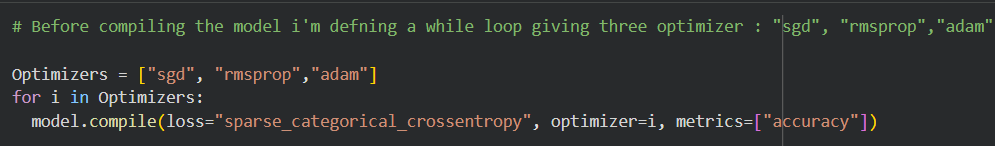 # Before compiling the model i'm defning a while loop giving three optimizer : "sgd", "rmsprop","adam"
Optimizers = ["sgd", "rmsprop","adam"]
for i in Optimizers:
  model.compile(loss="sparse_categorical_crossentropy", optimizer=i, metrics=["accuracy"])